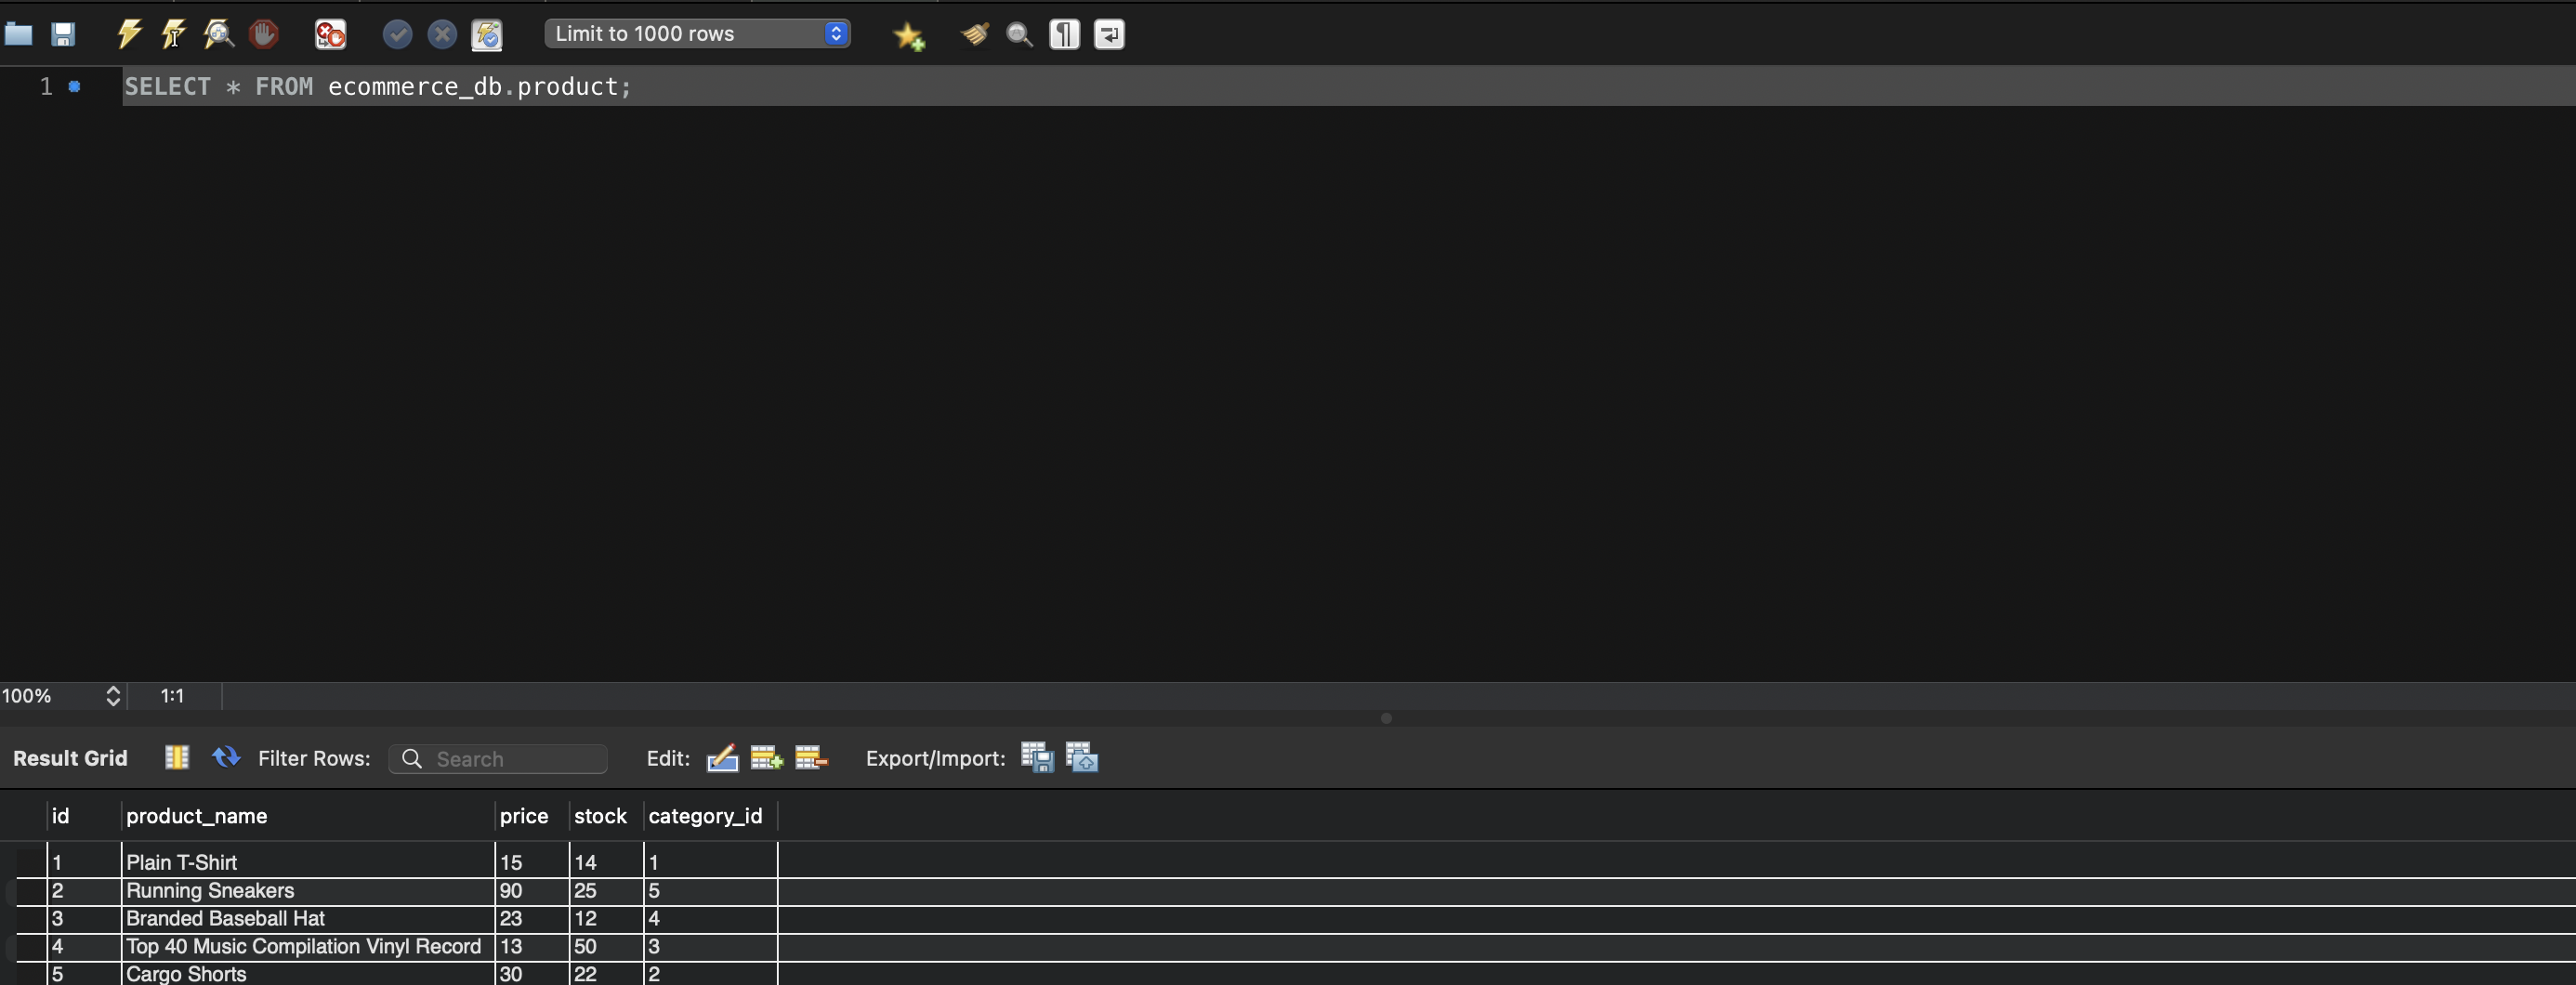 Limit to 1000 rows
1 SELECT * FROM ecommerce_db.product;
100% 1:1
Result Grid Filter Rows: Search Edit: Export/Import:
id product_name price stock category_id
1 Plain T-Shirt 15 14 1
2 Running Sneakers 90 25 5
3 Branded Baseball Hat 23 12 4
4 Top 40 Music Compilation Vinyl Record 13 50 3
5 Cargo Shorts 30 22 2